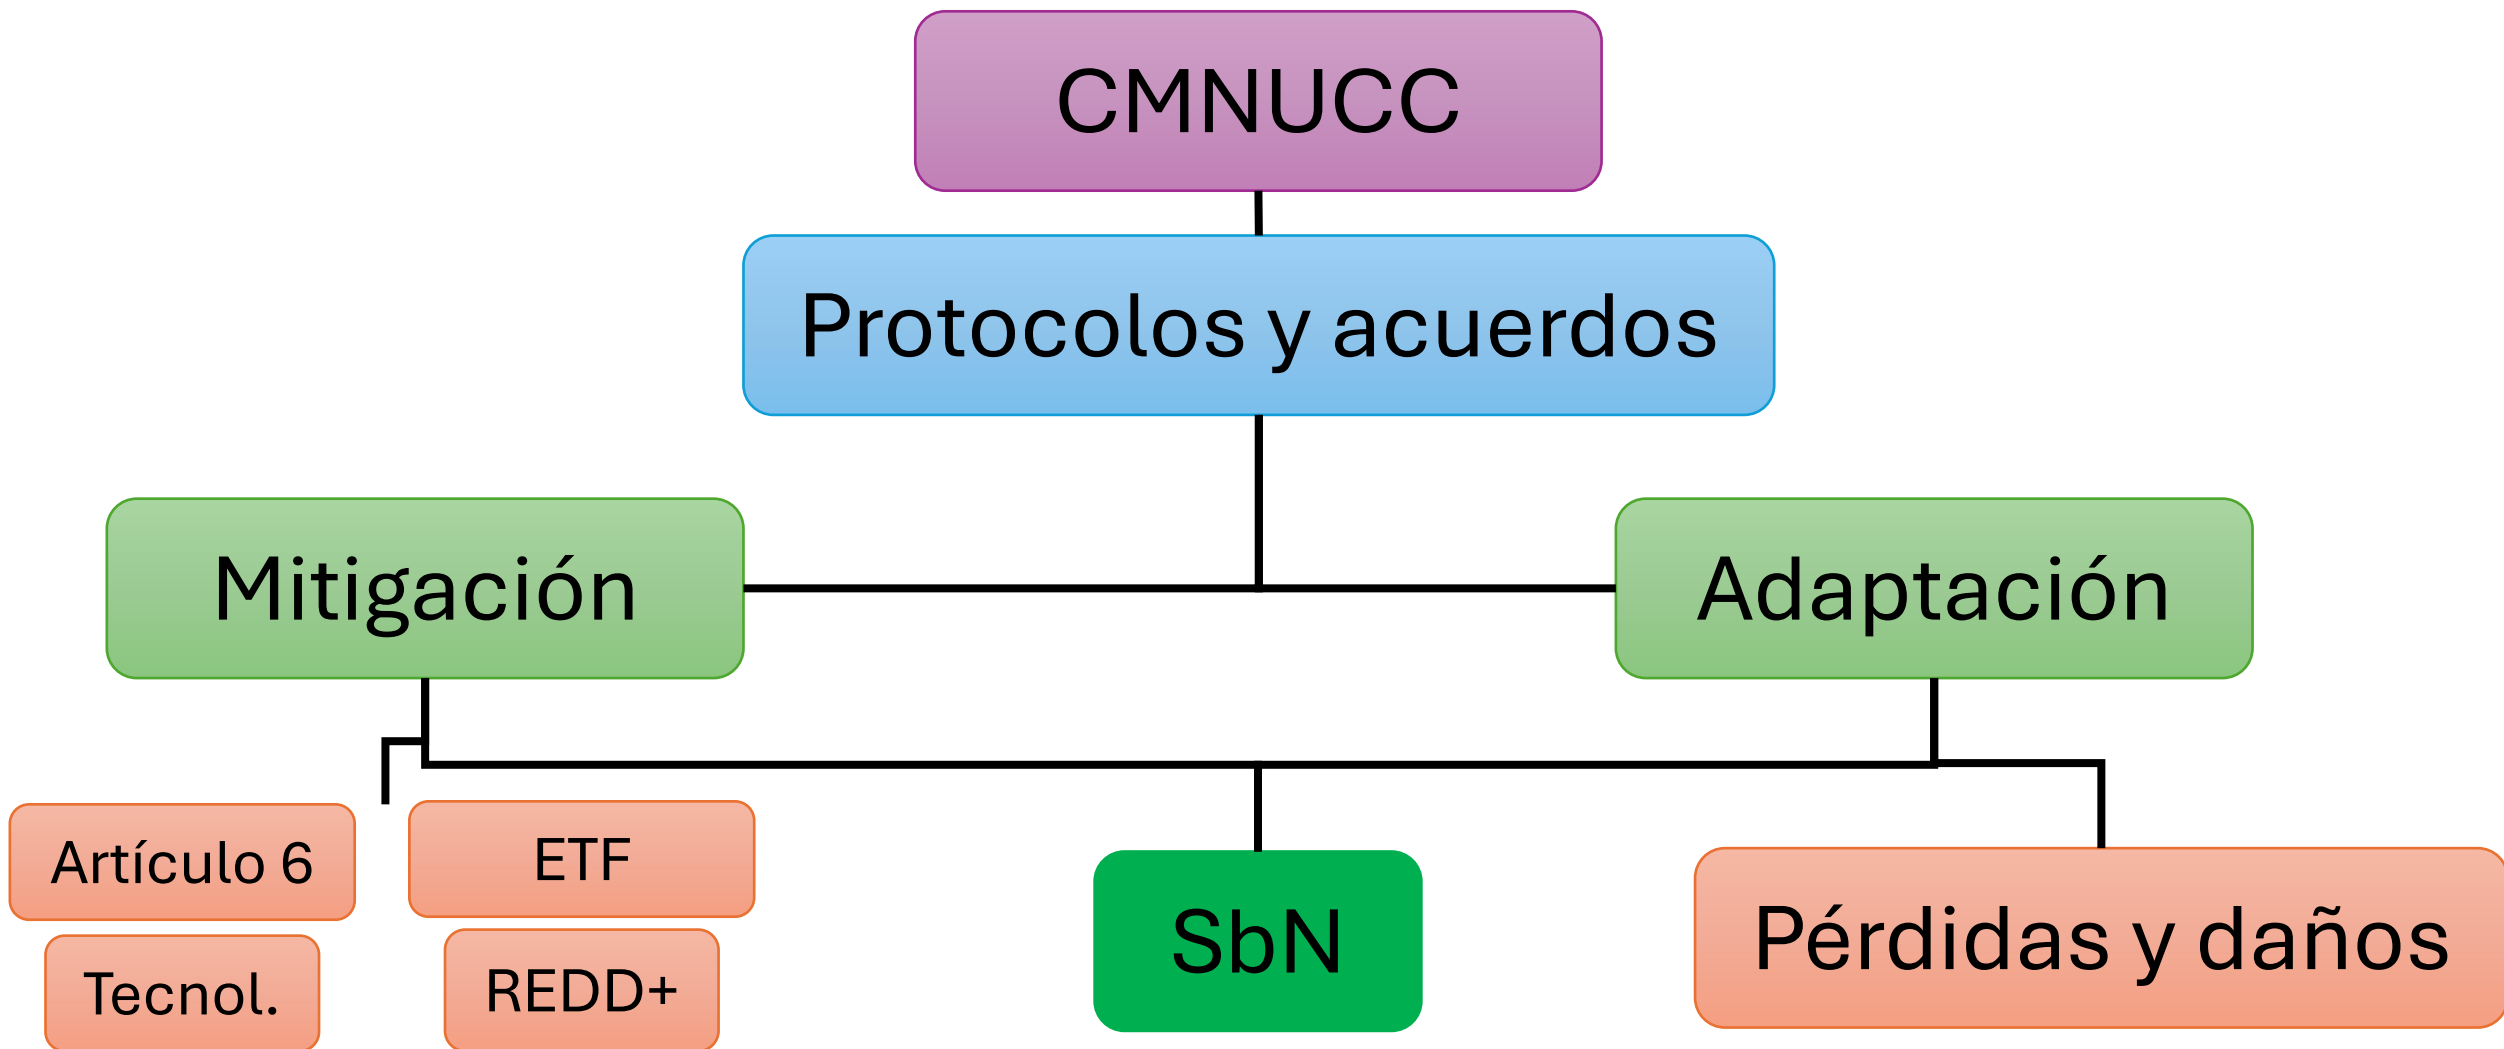 CMNUCC
Protocolos y acuerdos
Mitigación
Adaptación
Artículo 6
ETF
Tecnol.
REDD+
SbN
Pérdidas y daños